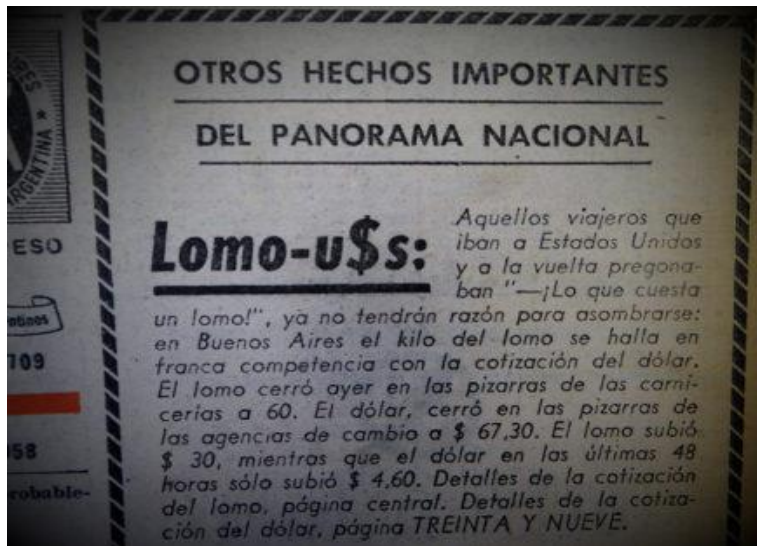 ARGENTINA
ESO
709
58
robable-
OTROS HECHOS IMPORTANTES
DEL PANORAMA NACIONAL
Lomo-u$s:
Aquellos viajeros que
iban a Estados Unidos
y a la vuelta pregona-
ban "—¡Lo que cuesta
un lomo!", ya no tendrán razón para asombrarse:
en Buenos Aires el kilo del lomo se halla en
franca competencia con la cotización del dólar.
El lomo cerró ayer en las pizarras de las carni-
cerías a 60. El dólar, cerró en las pizarras de
las agencias de cambio a $ 67,30. El lomo subió
$ 30, mientras que el dólar en las últimas 48
horas sólo subió $ 4,60. Detalles de la cotización
del lomo, página central. Detalles de la cotiza-
ción del dólar, página TREINTA Y NUEVE.